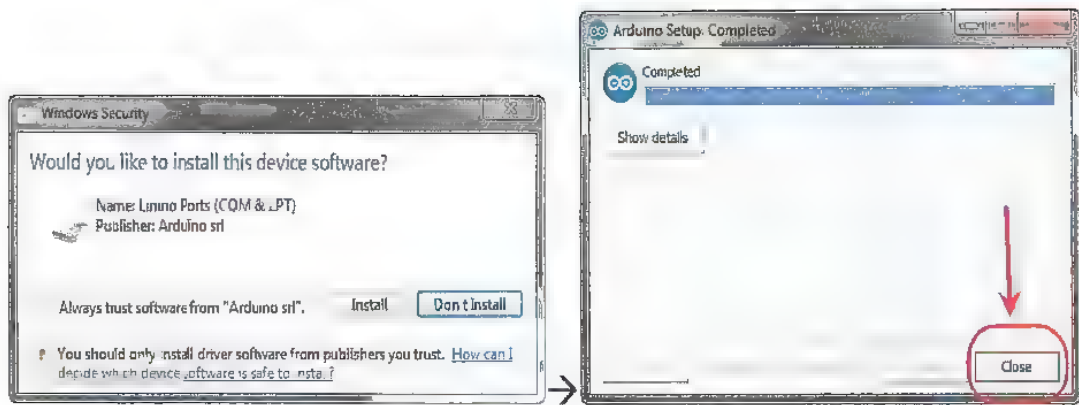 Windows Security
Would you like to install this device software?
Name: Linino Ports (COM & LPT)
Publisher: Arduino srl
Always trust software from "Arduino srl".
Install
Don't Install
You should only install driver software from publishers you trust. How can I
decide which device software is safe to install?
→
Arduino Setup: Completed
Completed
Show details
Close